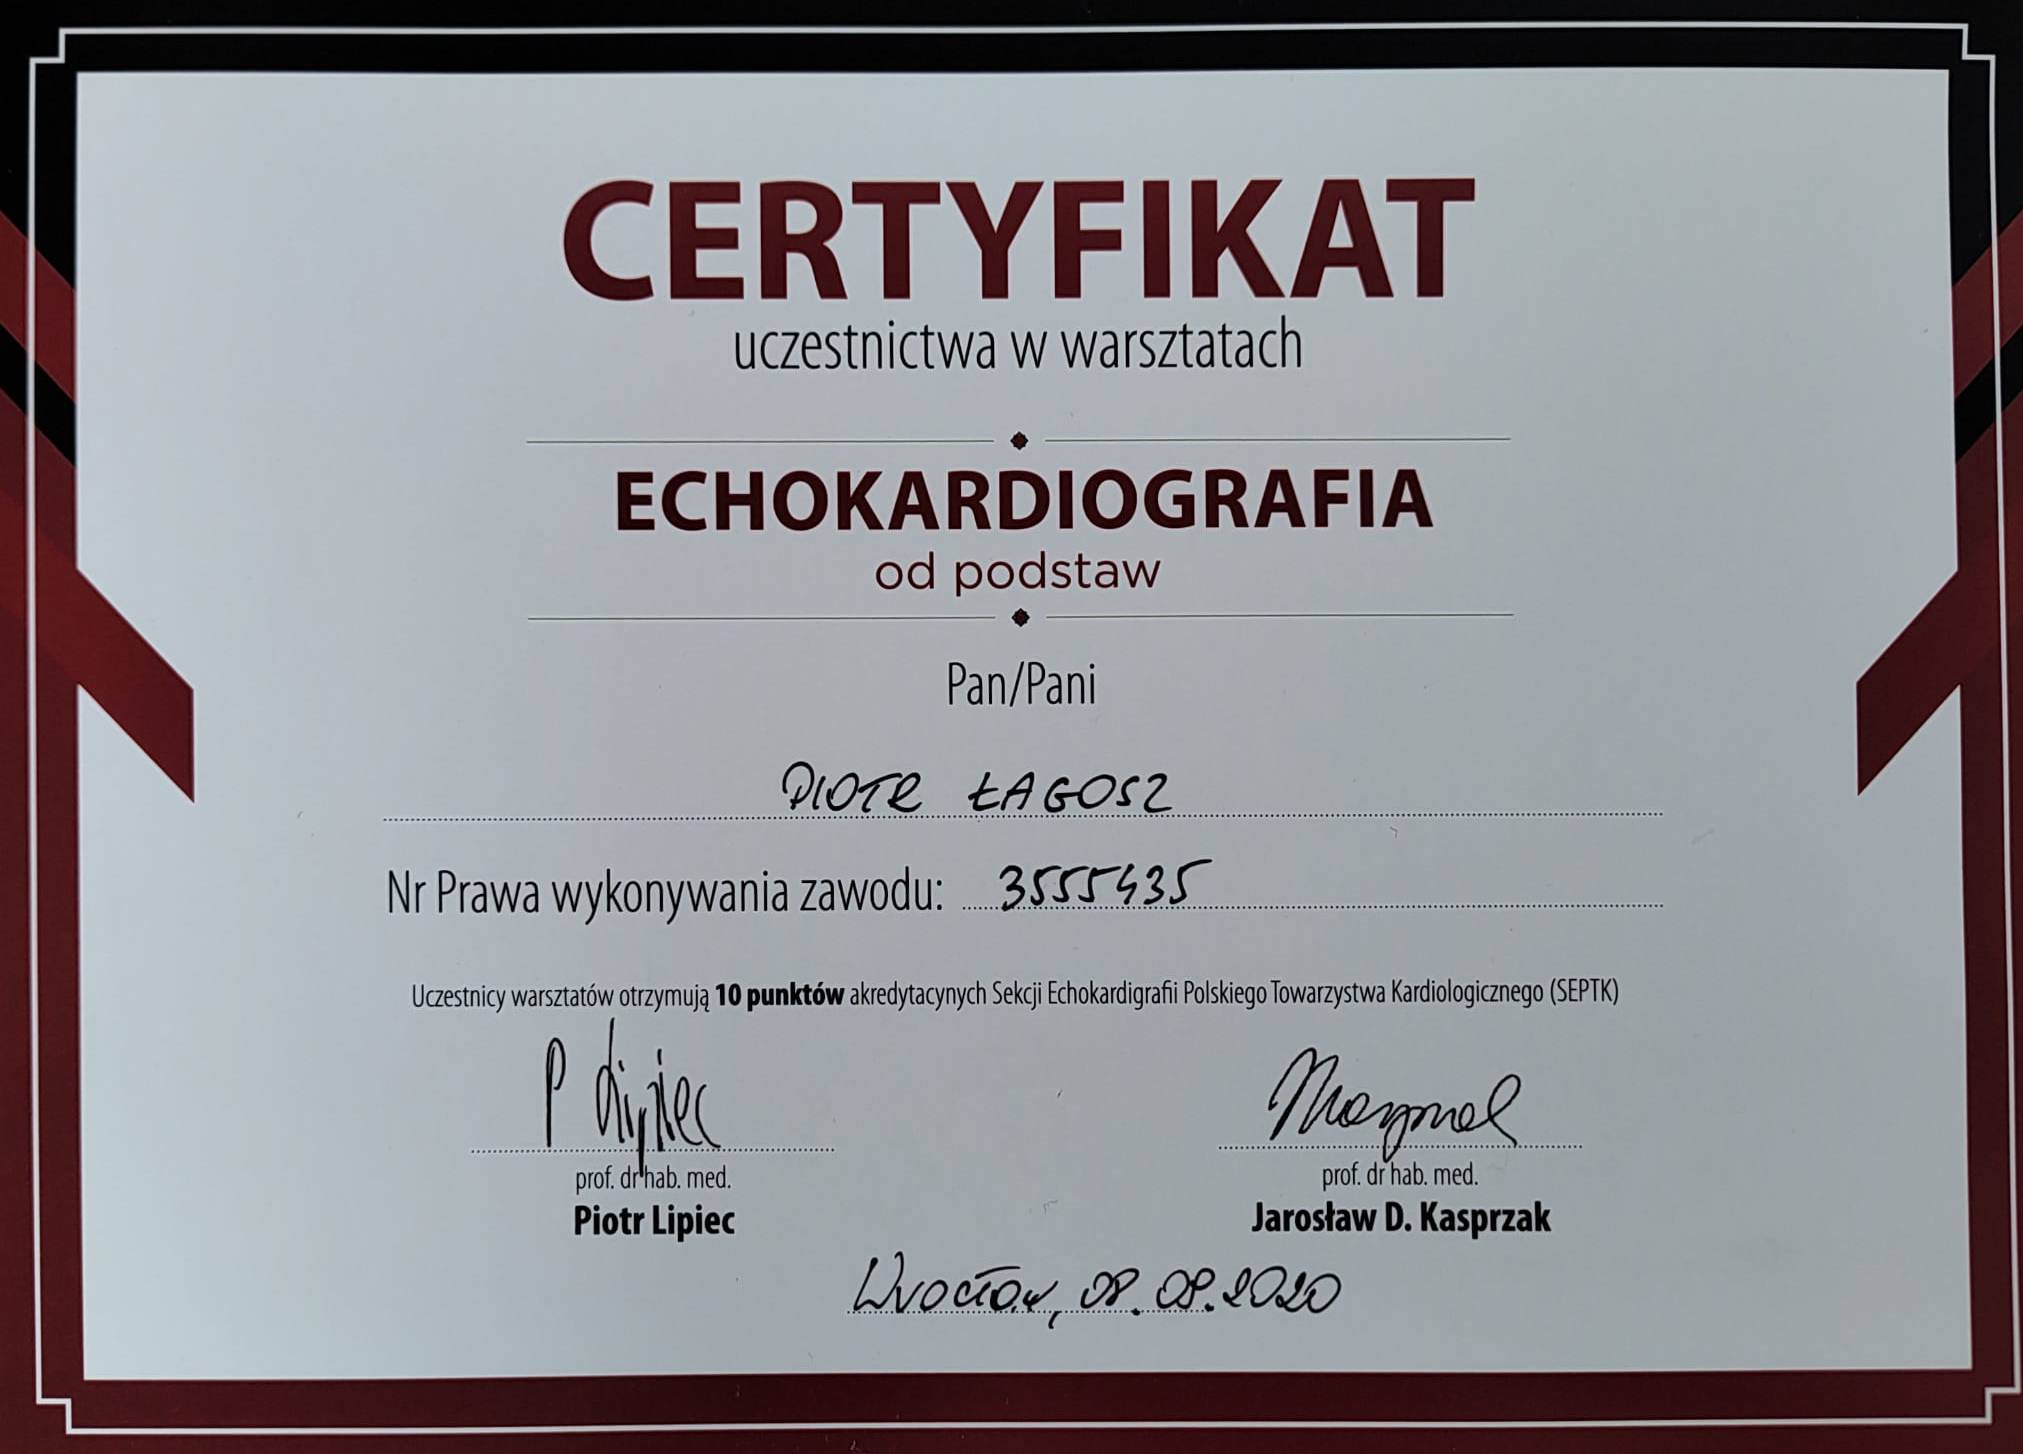 CERTYFIKAT
uczestnictwa w warsztatach
ECHOKARDIOGRAFIA
od podstaw
Pan/Pani
PIOTR ŁAGOSZ
Nr Prawa wykonywania zawodu: 3555435
Uczestnicy warsztatów otrzymują 10 punktów akredytacynych Sekcji Echokardigrafii Polskiego Towarzystwa Kardiologicznego (SEPTK)
P Lipiec
prof. dr hab. med.
Piotr Lipiec
prof. dr hab. med.
Jarosław D. Kasprzak
Wrocław, 08.08.2020